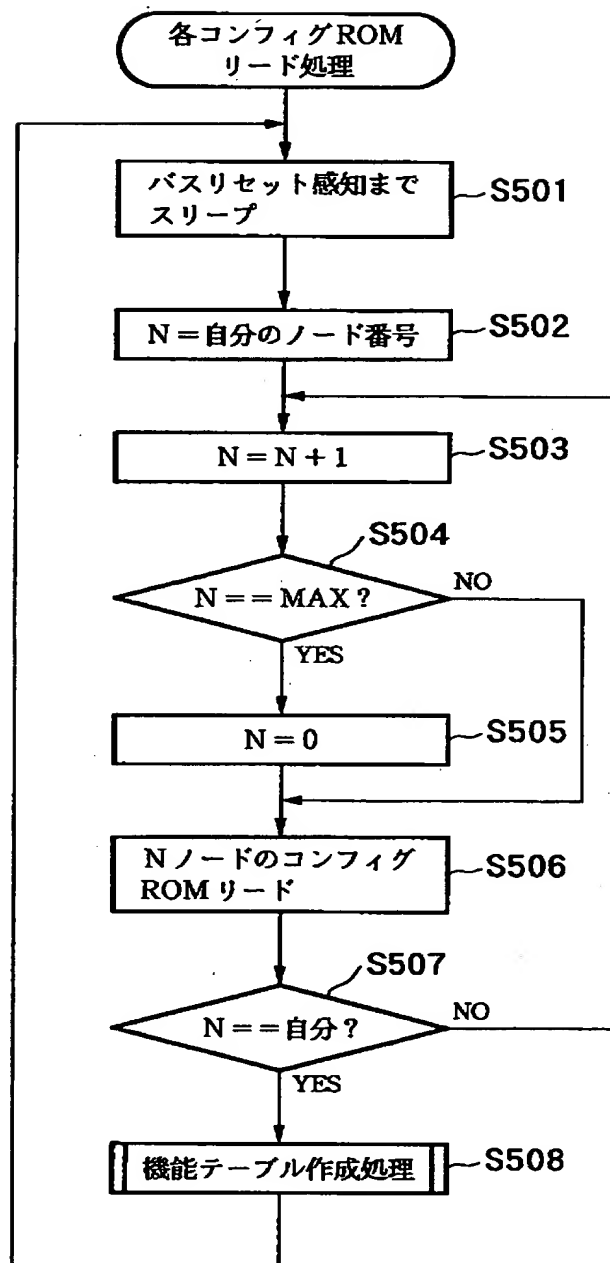 各コンフィグROM
リード処理
バスリセット感知まで
スリープ
S501
N=自分のノード番号
S502
N=N+1
S503
S504
N==MAX?
NO
YES
N=0
S505
Nノードのコンフィグ
ROMリード
S506
S507
N==自分?
NO
YES
機能テーブル作成処理
S508